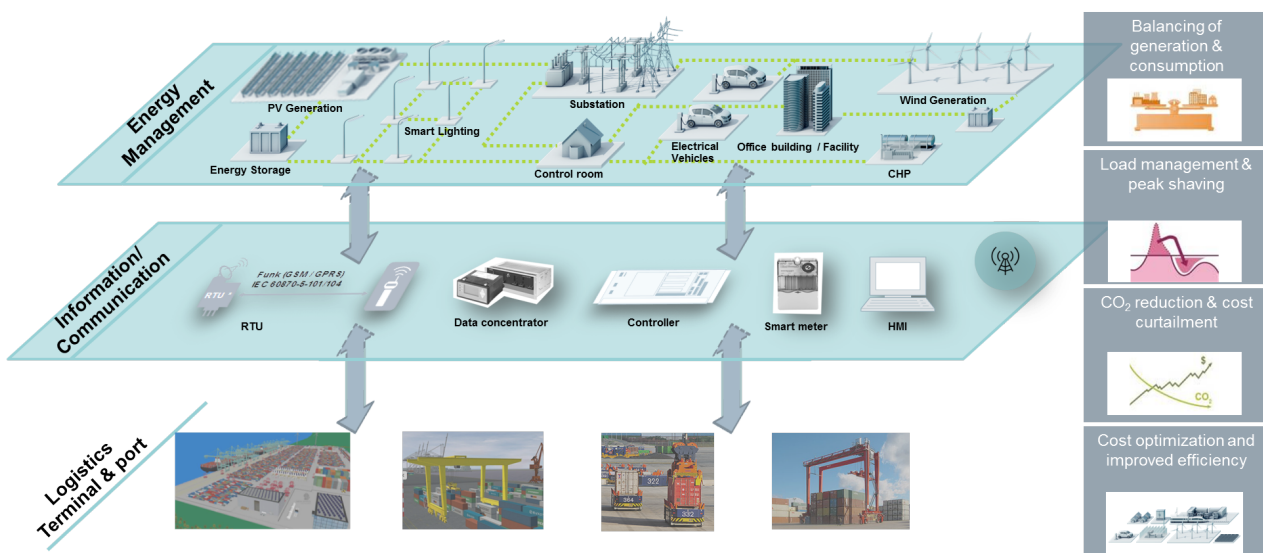 Energy
Management
PV Generation
Smart Lighting
Substation
Wind Generation
Energy Storage
Control room
Electrical
Vehicles
Office building / Facility
CHP
Information/
Communication
Funk (GSM / GPRS)
IEC 60870-5-101/104
RTU
RTU
Data concentrator
Controller
Smart meter
HMI
Logistics
Terminal & port
364
322
332
Balancing of
generation &
consumption
Load management &
peak shaving
CO₂ reduction & cost
curtailment
$
CO₂
Cost optimization and
improved efficiency